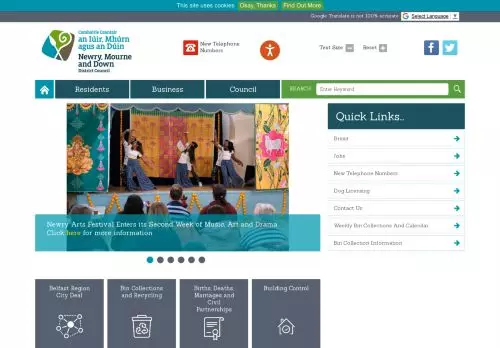 This site uses cookies Okay, Thanks Find Out More
Google Translate is not 100% accurate Select Language
Comhairle Ceantair
an Iúir, Mhúrn
agus an Dúin
Newry, Mourne
and Down
District Council
New Telephone
Numbers
Text Size
Reset
Residents
Business
Council
SEARCH
Enter Keyword
Newry Arts Festival Enters its Second Week of Music, Art and Drama
Click here for more information
Quick Links..
Jobs
New Telephone Numbers
Dog Licensing
Contact Us
Weekly Bin Collections And Calendar
Bin Collection Information
Belfast Region
City Deal
Bin Collections
and Recycling
Births, Deaths,
Marriages and
Civil
Partnerships
Building Control